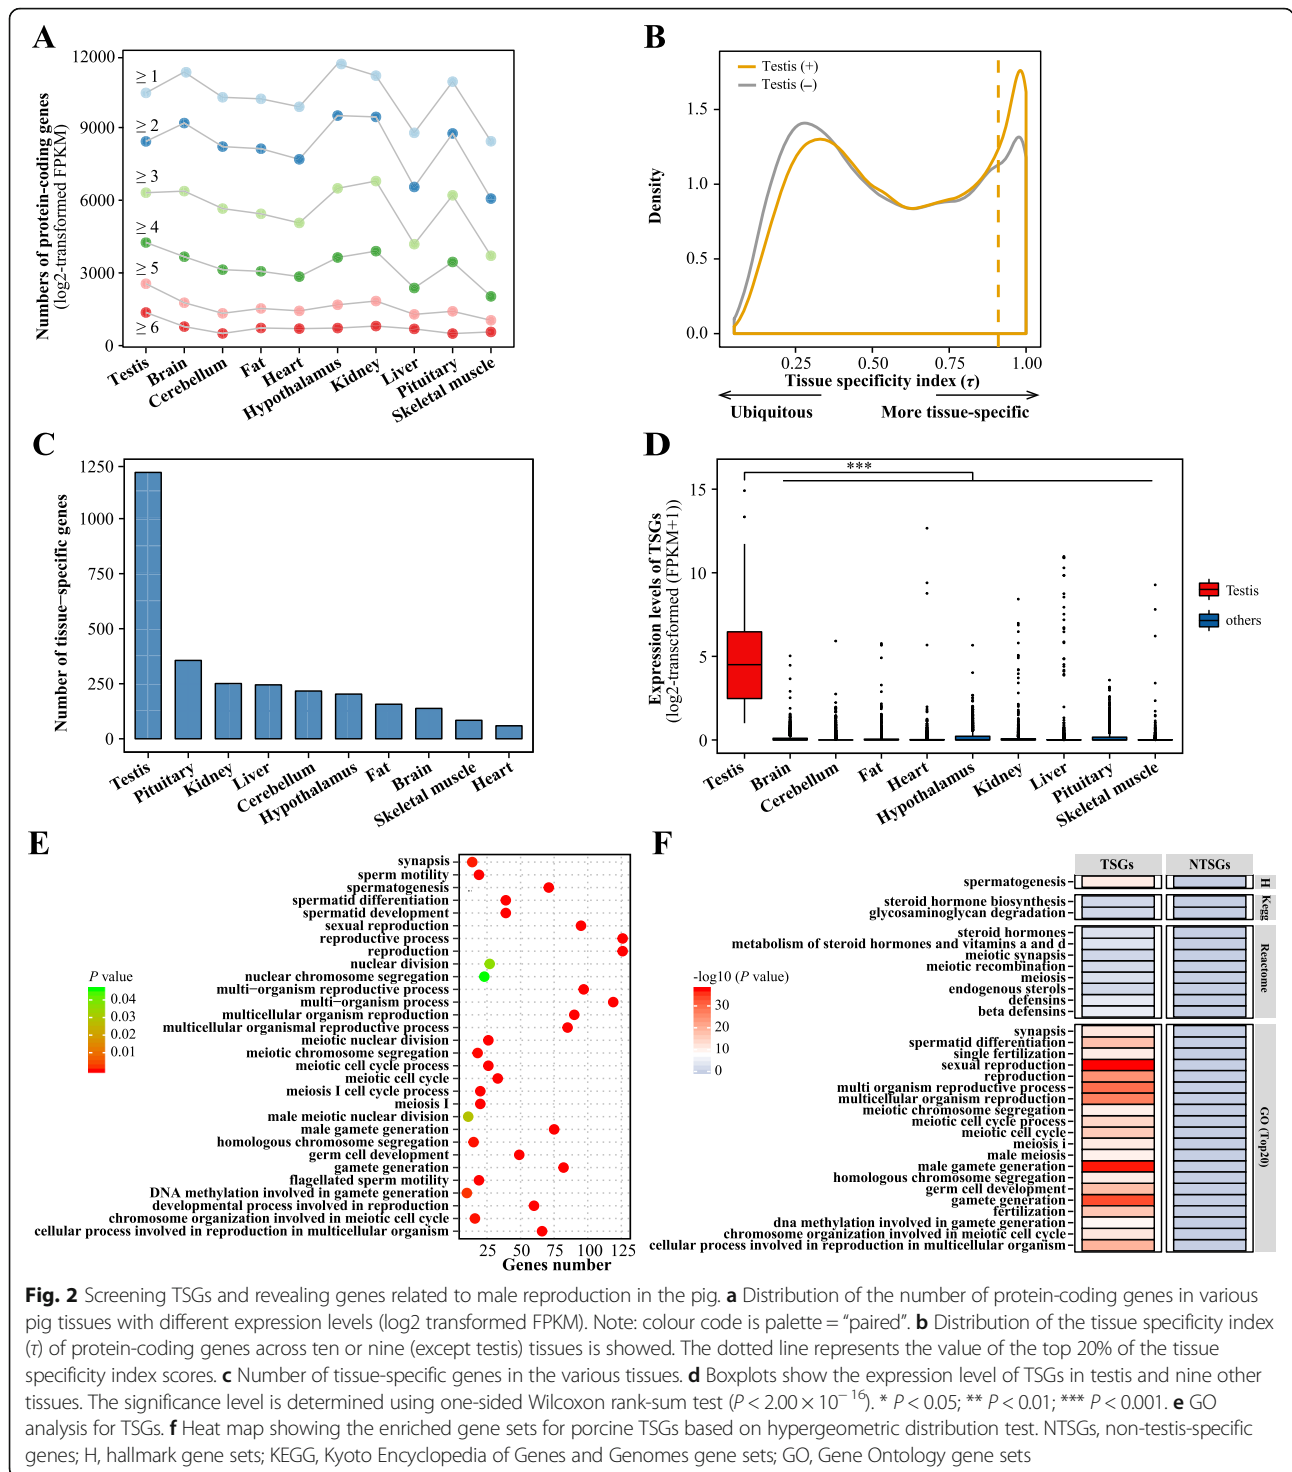 A
12000
9000
6000
3000
0
Numbers of protein-coding genes
(log2-transformed FPKM)
≥ 1
≥ 2
≥ 3
≥ 4
≥ 5
≥ 6
Testis
Brain
Cerebellum
Fat
Heart
Hypothalamus
Kidney
Liver
Pituitary
Skeletal muscle
B
Testis (+)
Testis (–)
1.5
1.0
0.5
0.0
Density
0.25 0.50 0.75 1.00
Tissue specificity index (τ)
Ubiquitous More tissue-specific
C
1250
1000
750
500
250
0
Number of tissue–specific genes
Testis
Pituitary
Kidney
Liver
Cerebellum
Hypothalamus
Fat
Brain
Skeletal muscle
Heart
D
***
15
10
5
0
Expression levels of TSGs
(log2-transcformed (FPKM+1))
Testis
others
Testis
Brain
Cerebellum
Fat
Heart
Hypothalamus
Kidney
Liver
Pituitary
Skeletal muscle
E
synapsis
sperm motility
spermatogenesis
spermatid differentiation
spermatid development
sexual reproduction
reproductive process
reproduction
nuclear division
nuclear chromosome segregation
multi−organism reproductive process
multi−organism process
multicellular organism reproduction
multicellular organismal reproductive process
meiotic nuclear division
meiotic chromosome segregation
meiotic cell cycle process
meiotic cell cycle
meiosis I cell cycle process
meiosis I
male meiotic nuclear division
male gamete generation
homologous chromosome segregation
germ cell development
gamete generation
flagellated sperm motility
DNA methylation involved in gamete generation
developmental process involved in reproduction
chromosome organization involved in meiotic cell cycle
cellular process involved in reproduction in multicellular organism
P value
0.04
0.02
0.01
25 50 75 100 125
Genes number
F
TSGs NTSGs
spermatogenesis
H
steroid hormone biosynthesis
glycosaminoglycan degradation
Kegg
steroid hormones
metabolism of steroid hormones and vitamins a and d
meiotic synapsis
meiotic recombination
meiosis
endogenous sterols
defensins
beta defensins
Reactome
synapsis
spermatid differentiation
single fertilization
sexual reproduction
reproduction
multi organism reproductive process
multicellular organism reproduction
meiotic chromosome segregation
meiotic cell cycle process
meiotic cell cycle
meiosis i
male meiosis
male gamete generation
homologous chromosome segregation
germ cell development
gamete generation
fertilization
dna methylation involved in gamete generation
chromosome organization involved in meiotic cell cycle
cellular process involved in reproduction in multicellular organism
GO (Top20)
-log10 (P value)
30
20
10
0
Fig. 2 Screening TSGs and revealing genes related to male reproduction in the pig. a Distribution of the number of protein-coding genes in various
pig tissues with different expression levels (log2 transformed FPKM). Note: colour code is palette = “paired”. b Distribution of the tissue specificity index
(τ) of protein-coding genes across ten or nine (except testis) tissues is showed. The dotted line represents the value of the top 20% of the tissue
specificity index scores. c Number of tissue-specific genes in the various tissues. d Boxplots show the expression level of TSGs in testis and nine other
tissues. The significance level is determined using one-sided Wilcoxon rank-sum test (P < 2.00 × 10⁻¹⁶). * P < 0.05; ** P < 0.01; *** P < 0.001. e GO
analysis for TSGs. f Heat map showing the enriched gene sets for porcine TSGs based on hypergeometric distribution test. NTSGs, non-testis-specific
genes; H, hallmark gene sets; KEGG, Kyoto Encyclopedia of Genes and Genomes gene sets; GO, Gene Ontology gene sets